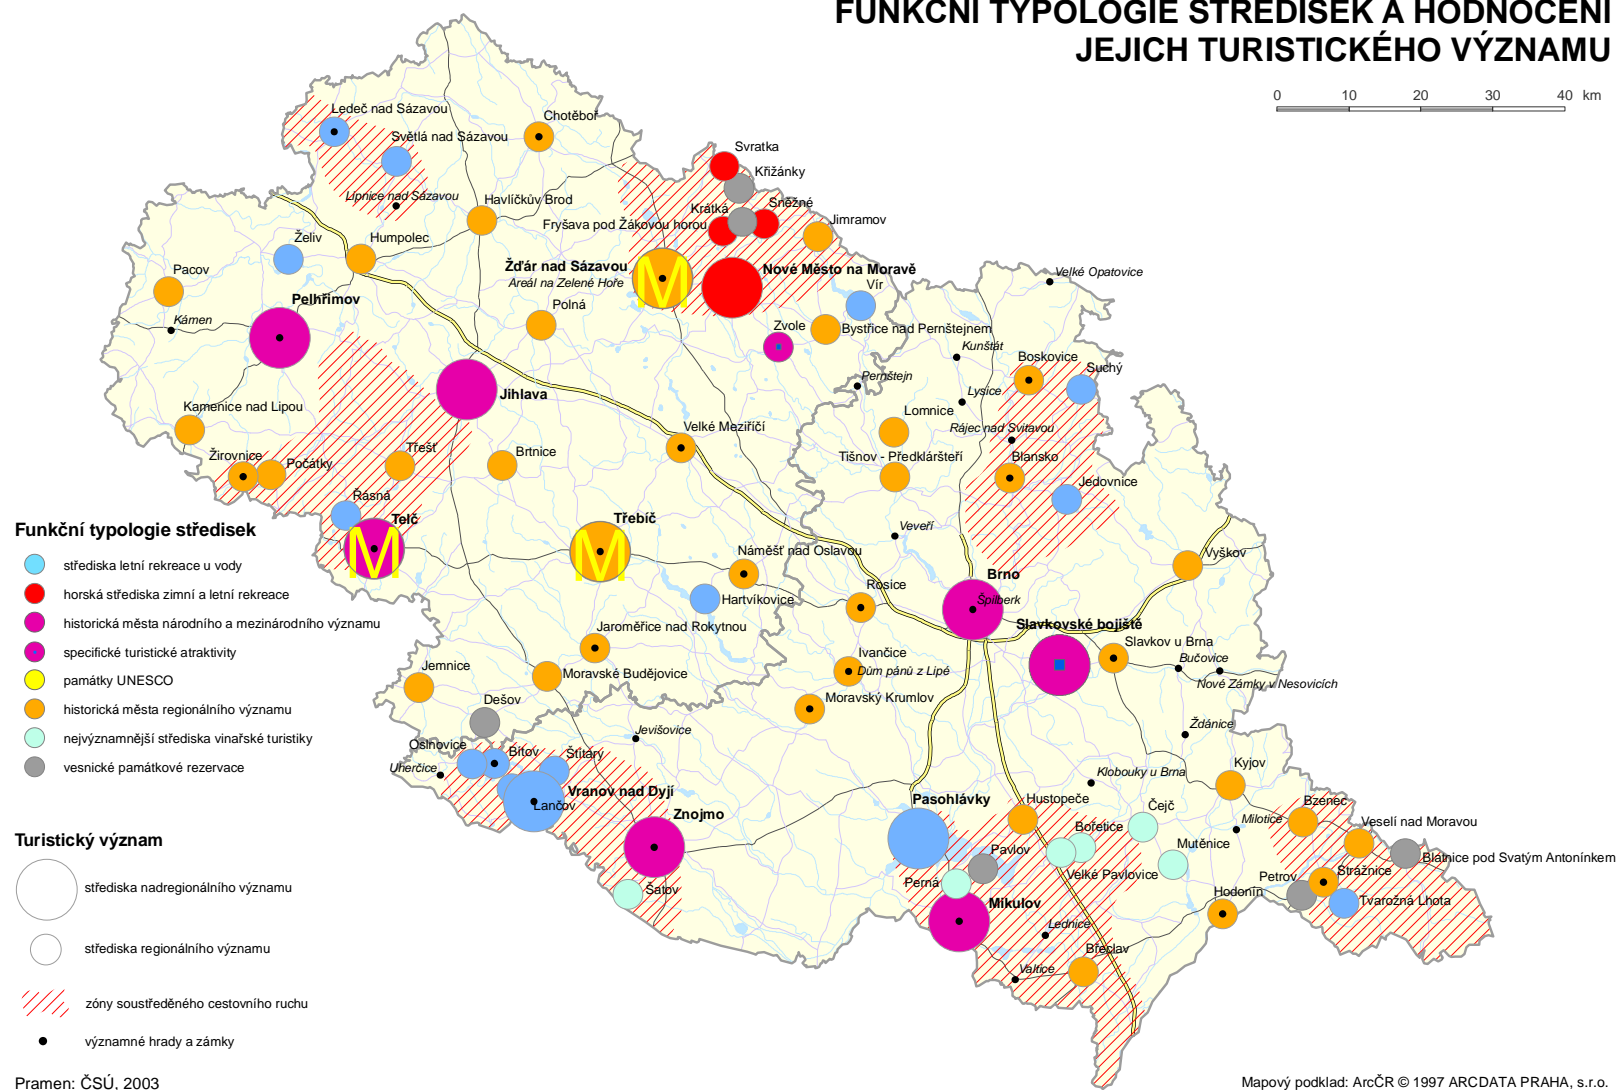 FUNKČNÍ TYPOLOGIE STŘEDISEK A HODNOCENÍ
JEJICH TURISTICKÉHO VÝZNAMU
0 10 20 30 40 km
Ledeč nad Sázavou
Světlá nad Sázavou
Chotěboř
Svratka
Křižánky
Lipnice nad Sázavou
Havlíčkův Brod
Krátká
Sněžné
Fryšava pod Žákovou horou
Jimramov
Želiv
Humpolec
Pacov
Žďár nad Sázavou
Areál na Zelené Hoře
M
Nové Město na Moravě
Velké Opatovice
Vír
Pelhřimov
Polná
Kámen
Zvole
Bystřice nad Pernštejnem
Kunštát
Boskovice
Suchý
Pernštejn
Jihlava
Lysice
Kamenice nad Lipou
Lomnice
Velké Meziříčí
Rájec nad Svitavou
Žirovnice
Počátky
Třešť
Brtnice
Tišnov - Předklášteří
Blansko
Jedovnice
Řásná
Telč
M
Třebíč
M
Veveří
Náměšť nad Oslavou
Vyškov
Brno
Rosice
Špilberk
Hartvíkovice
Slavkovské bojiště
Jaroměřice nad Rokytnou
Slavkov u Brna
Ivančice
Dům pánů z Lipé
Bučovice
Nové Zámky v Nesovicích
Jemnice
Moravské Budějovice
Moravský Krumlov
Dešov
Ždánice
Jevišovice
Oslnovice
Bítov
Štítary
Uherčice
Klobouky u Brna
Kyjov
Vranov nad Dyjí
Lančov
Znojmo
Pasohlávky
Hustopeče
Čejč
Bzenec
Bořetice
Milotice
Veselí nad Moravou
Mutěnice
Pavlov
Blatnice pod Svatým Antonínkem
Velké Pavlovice
Petrov
Strážnice
Perná
Šatov
Hodonín
Tvarožná Lhota
Mikulov
Lednice
Břeclav
Valtice
Funkční typologie středisek
střediska letní rekreace u vody
horská střediska zimní a letní rekreace
historická města národního a mezinárodního významu
specifické turistické atraktivity
památky UNESCO
historická města regionálního významu
nejvýznamnější střediska vinařské turistiky
vesnické památkové rezervace
Turistický význam
střediska nadregionálního významu
střediska regionálního významu
zóny soustředěného cestovního ruchu
významné hrady a zámky
Pramen: ČSÚ, 2003
Mapový podklad: ArcČR © 1997 ARCDATA PRAHA, s.r.o.